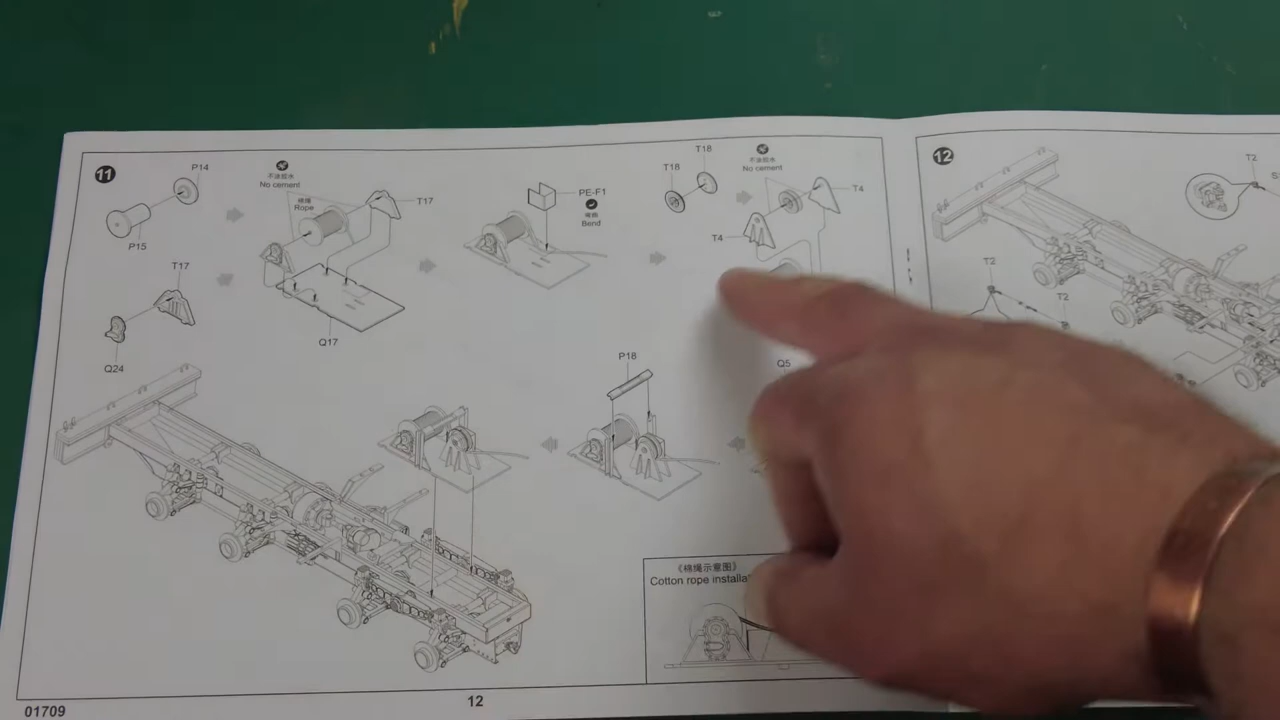 11
P14
P15
不涂胶水
No cement
棉绳
Rope
T17
PE-F1
弯曲
Bend
T18
T18
不涂胶水
No cement
T4
T4
T17
Q24
Q17
P18
Q5
《棉绳示意图》
Cotton rope installa
12
01709
12
T2
T2
T2